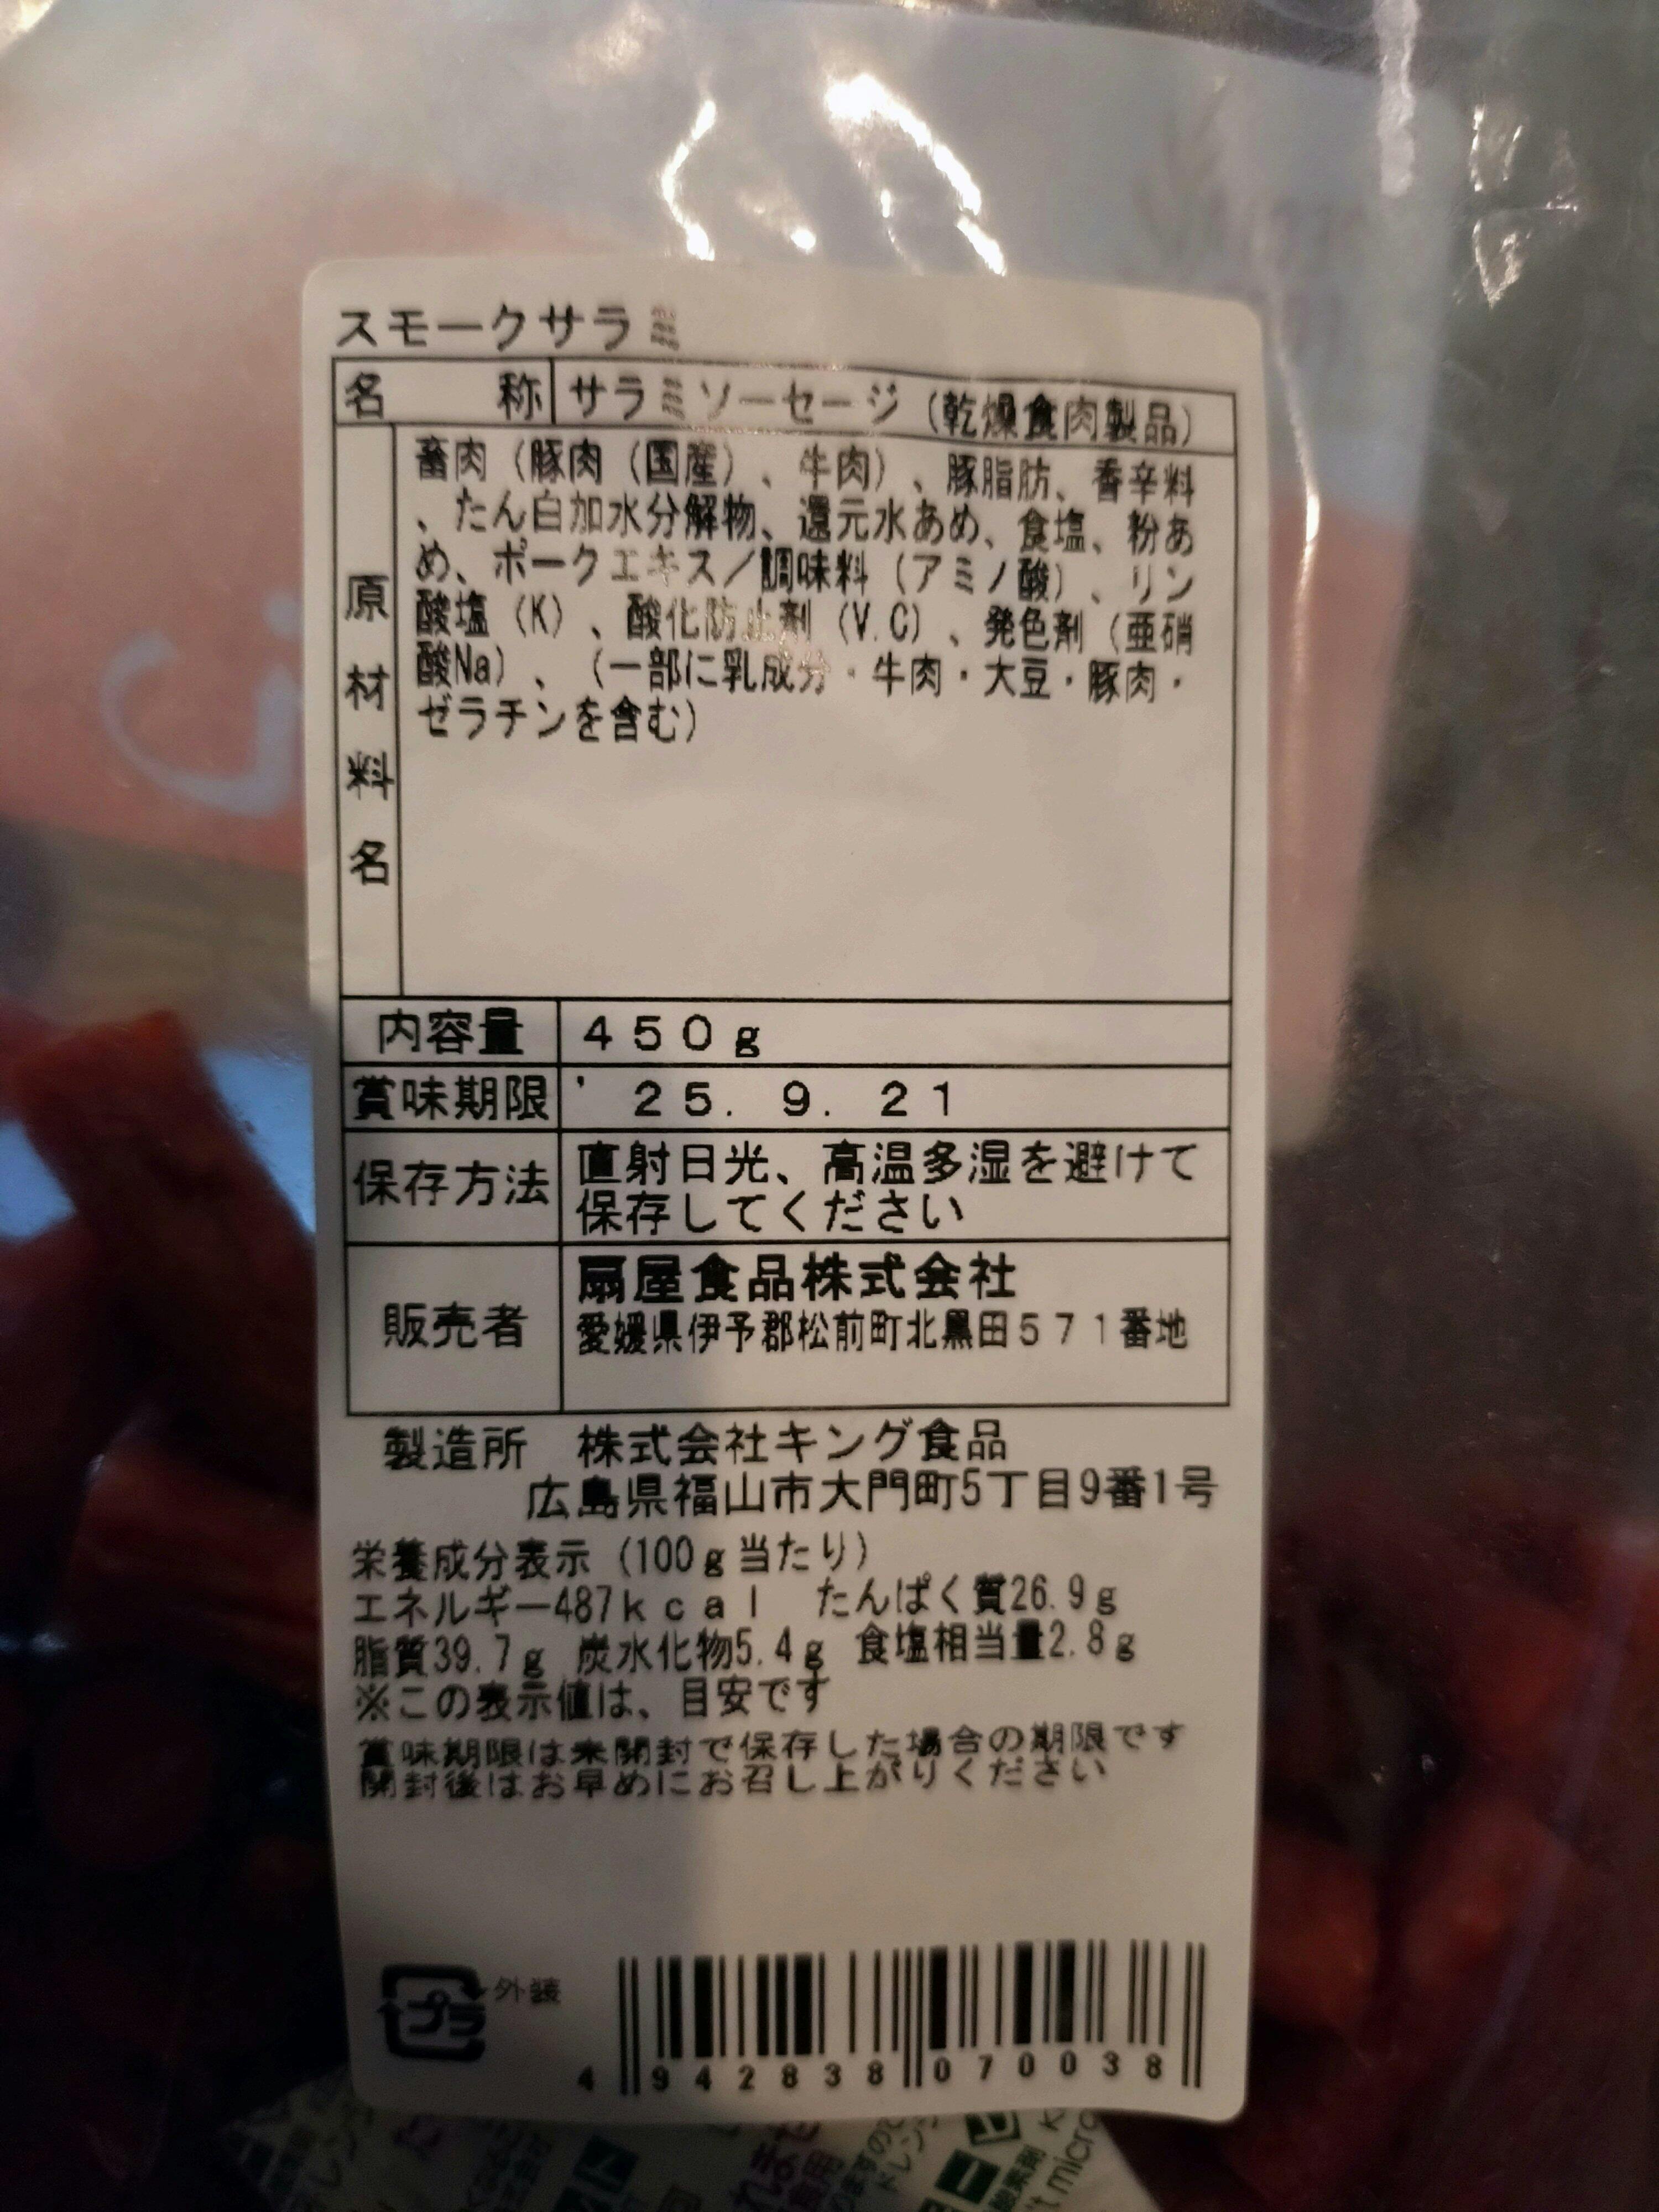 スモークサラミ
名　称 サラミソーセージ（乾燥食肉製品）
原材料名
畜肉（豚肉（国産）、牛肉）、豚脂肪、香辛料
、たん白加水分解物、還元水あめ、食塩、粉あ
め、ポークエキス／調味料（アミノ酸）、リン
酸塩（K）、酸化防止剤（V.C）、発色剤（亜硝
酸Na）、（一部に乳成分・牛肉・大豆・豚肉・
ゼラチンを含む）
内容量 ４５０ｇ
賞味期限 ’２５．９．２１
保存方法 直射日光、高温多湿を避けて
保存してください
販売者 扇屋食品株式会社
愛媛県伊予郡松前町北黒田５７１番地
製造所　株式会社キング食品
広島県福山市大門町5丁目9番1号
栄養成分表示（100ｇ当たり）
エネルギー487ｋｃａｌ　たんぱく質26.9ｇ
脂質39.7ｇ 炭水化物5.4ｇ 食塩相当量2.8ｇ
※この表示値は、目安です
賞味期限は未開封で保存した場合の期限です
開封後はお早めにお召し上がりください
プラ 外装
4 942838 070038